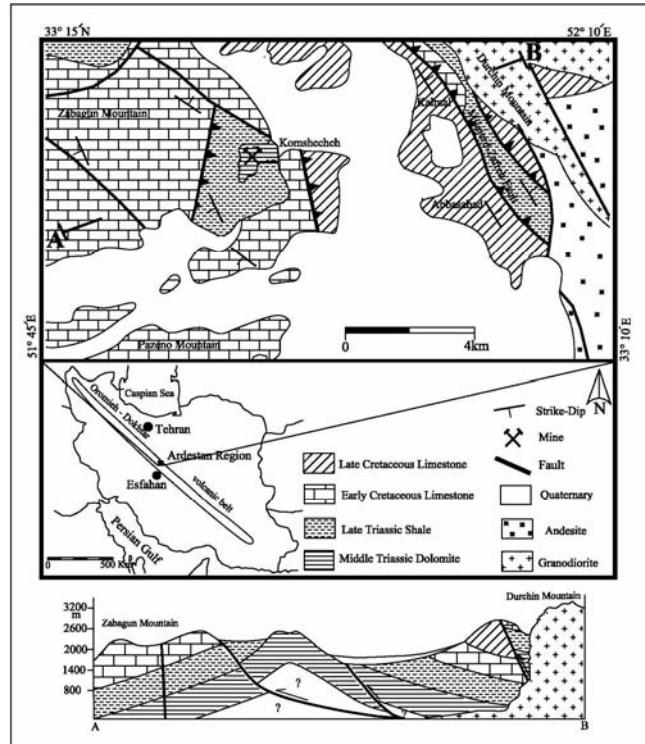 33° 15´N
52° 10´E
B
Durchin Mountain
Zabagun Mountain
Kahsal
Komshecheh
Abbasabad
A
0
4km
Pazeno Mountain
51° 45´E
33° 10´E
N
Caspian Sea
Oromieh - Dokhtar
Tehran
Ardestan Region
Esfahan
volcanic belt
Persian Gulf
0
500 Km
Strike-Dip
Mine
Fault
Late Cretaceous Limestone
Quaternary
Early Cretaceous Limestone
Andesite
Late Triassic Shale
Granodiorite
Middle Triassic Dolomite
Durchin Mountain
3200
m
Zabagun Mountain
2600
2000
1400
800
?
?
?
?
A
B